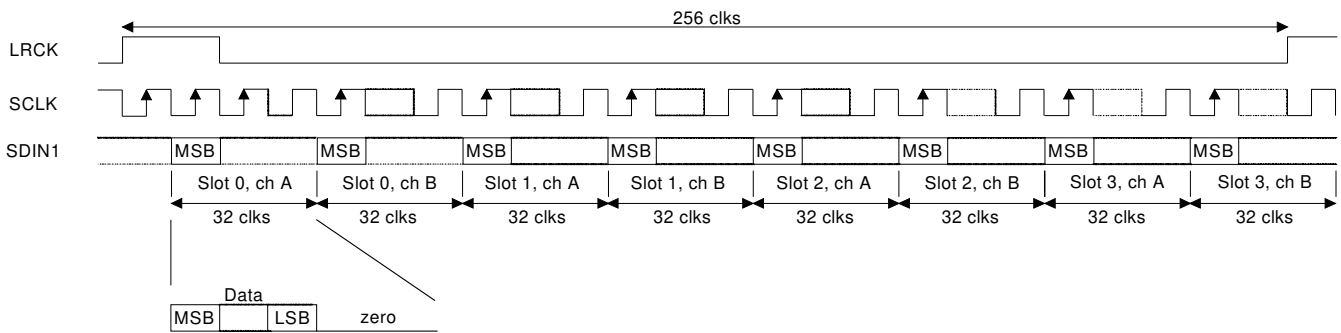 256 clks
LRCK
SCLK
SDIN1
MSB MSB MSB MSB MSB MSB MSB MSB
Slot 0, ch A Slot 0, ch B Slot 1, ch A Slot 1, ch B Slot 2, ch A Slot 2, ch B Slot 3, ch A Slot 3, ch B
32 clks 32 clks 32 clks 32 clks 32 clks 32 clks 32 clks 32 clks
Data
MSB LSB zero